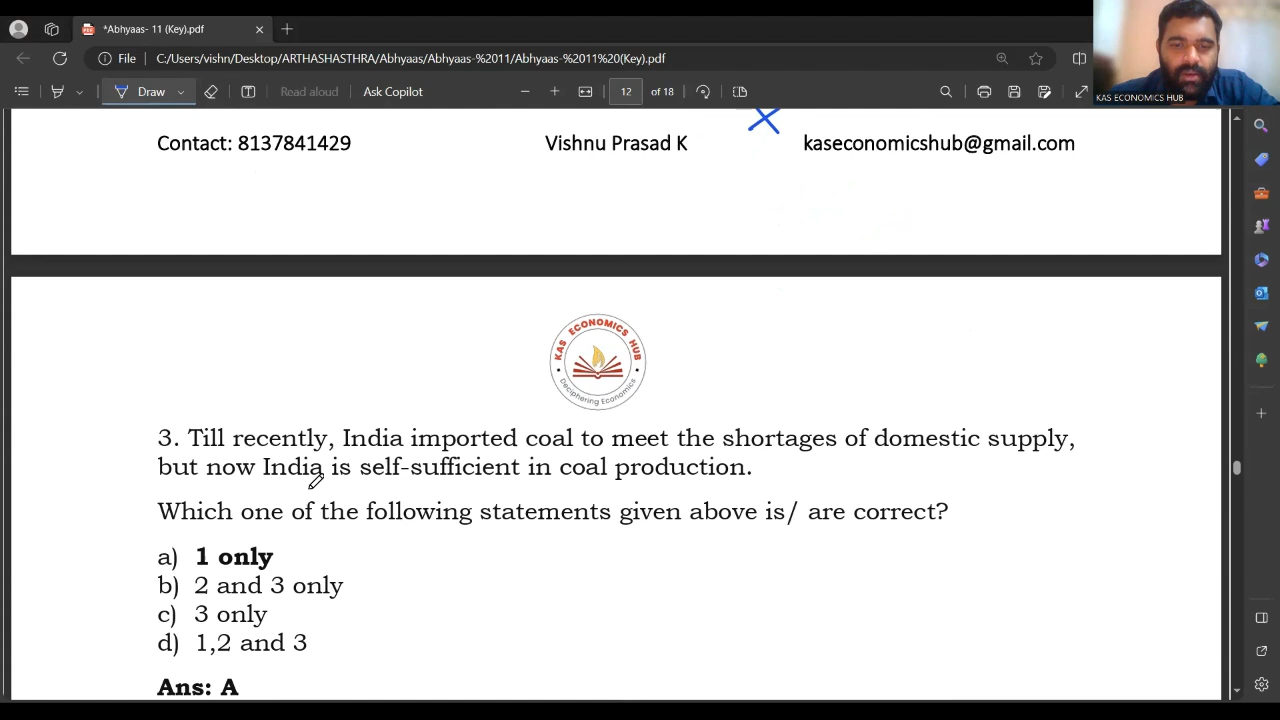 *Abhyaas- 11 (Key).pdf
File C:/Users/vishn/Desktop/ARTHASHASTHRA/Abhyaas/Abhyaas-%2011/Abhyaas-%2011%20(Key).pdf
Draw Read aloud Ask Copilot 12 of 18
KAS ECONOMICS HUB
Contact: 8137841429 Vishnu Prasad K kaseconomicshub@gmail.com
KAS ECONOMICS HUB
Deciphering Economics
3. Till recently, India imported coal to meet the shortages of domestic supply,
but now India is self-sufficient in coal production.
Which one of the following statements given above is/ are correct?
a) 1 only
b) 2 and 3 only
c) 3 only
d) 1,2 and 3
Ans: A